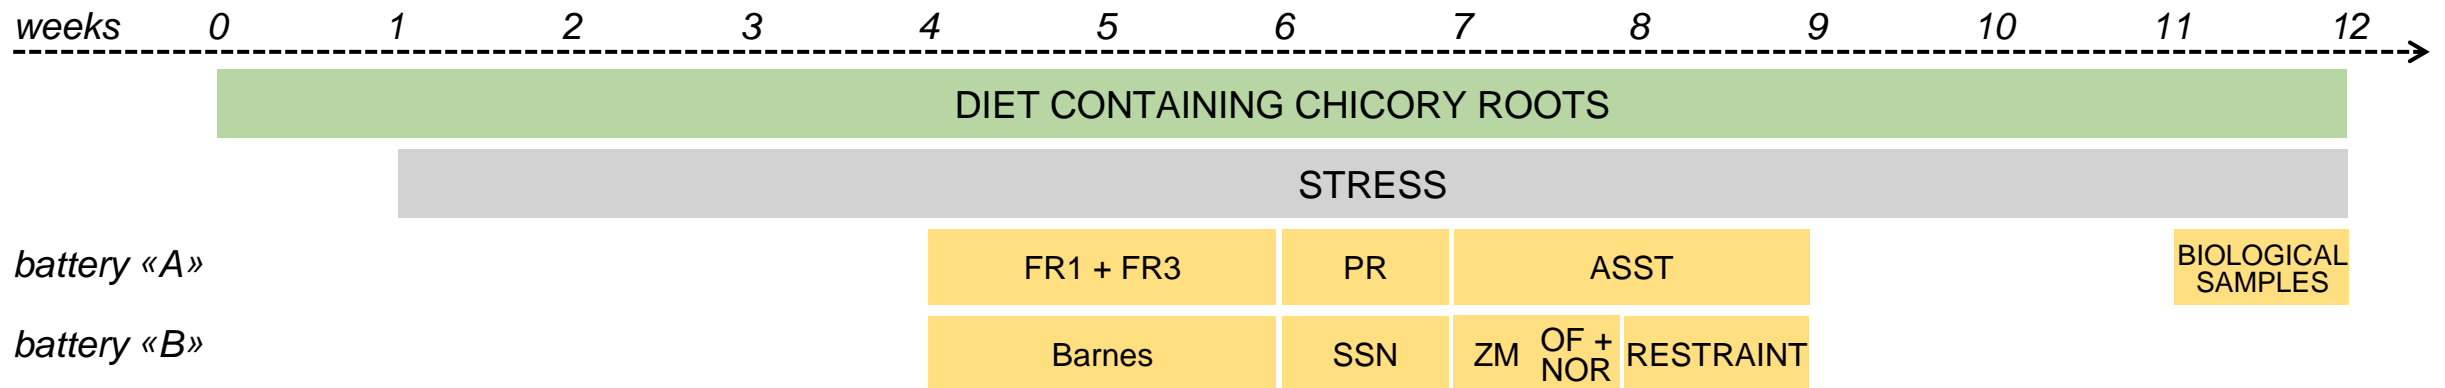 weeks 0 1 2 3 4 5 6 7 8 9 10 11 12
DIET CONTAINING CHICORY ROOTS
STRESS
battery «A» FR1 + FR3 PR ASST BIOLOGICAL
SAMPLES
battery «B» Barnes SSN ZM OF +
NOR RESTRAINT